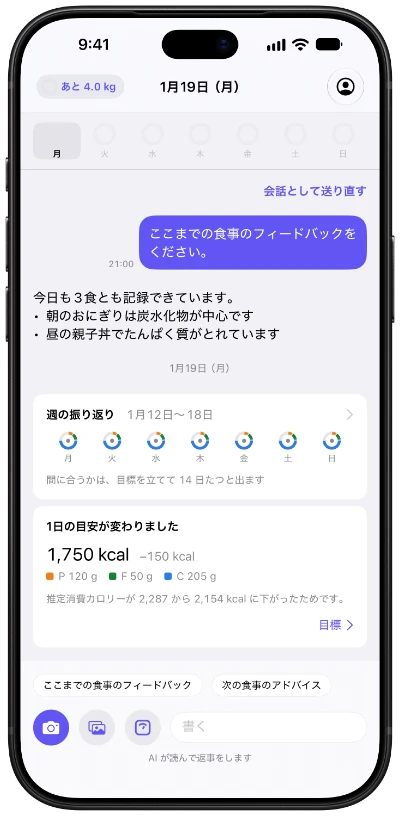 9:41
あと 4.0 kg
1月19日（月）
月 火 水 木 金 土 日
会話として送り直す
ここまでの食事のフィードバックを
ください。
21:00
今日も3食とも記録できています。
・ 朝のおにぎりは炭水化物が中心です
・ 昼の親子丼でたんぱく質がとれています
1月19日（月）
週の振り返り 1月12日〜18日
月 火 水 木 金 土 日
間に合うかは、目標を立てて 14 日たつと出ます
1日の目安が変わりました
1,750 kcal −150 kcal
P 120 g F 50 g C 205 g
推定消費カロリーが 2,287 から 2,154 kcal に下がったためです。
目標
ここまでの食事のフィードバック
次の食事のアドバイス
書く
AI が読んで返事をします